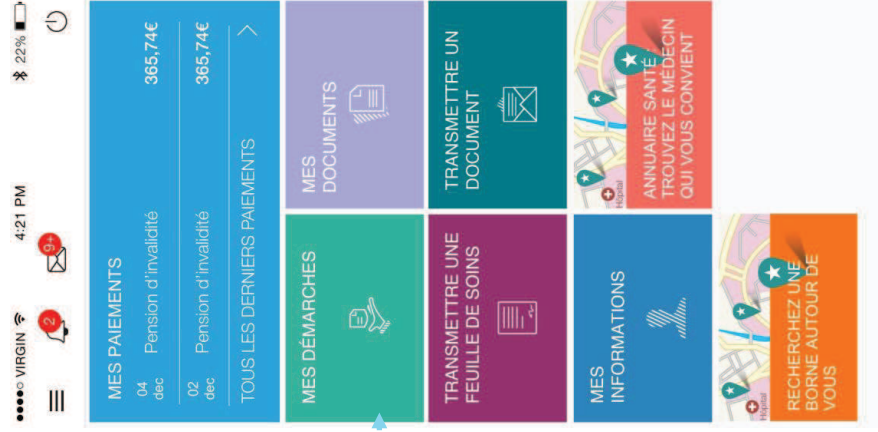 ●●●●○ VIRGIN 4:21 PM 22%
2 9+
MES PAIEMENTS
04
dec
Pension d'invalidité 365,74€
02
dec
Pension d'invalidité 365,74€
TOUS LES DERNIERS PAIEMENTS
MES DÉMARCHES
MES
DOCUMENTS
TRANSMETTRE UNE
FEUILLE DE SOINS
TRANSMETTRE UN
DOCUMENT
MES
INFORMATIONS
Hôpital
ANNUAIRE SANTÉ :
TROUVEZ LE MÉDECIN
QUI VOUS CONVIENT
Hôpital
RECHERCHEZ UNE
BORNE AUTOUR DE
VOUS